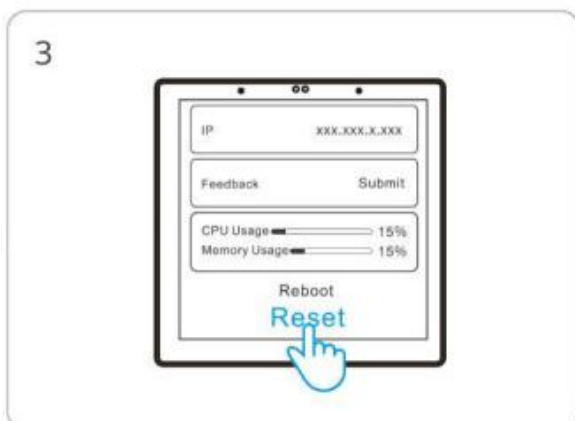 3
IP xxx.xxx.x.xxx
Feedback Submit
CPU Usage 15%
Memory Usage 15%
Reboot
Reset